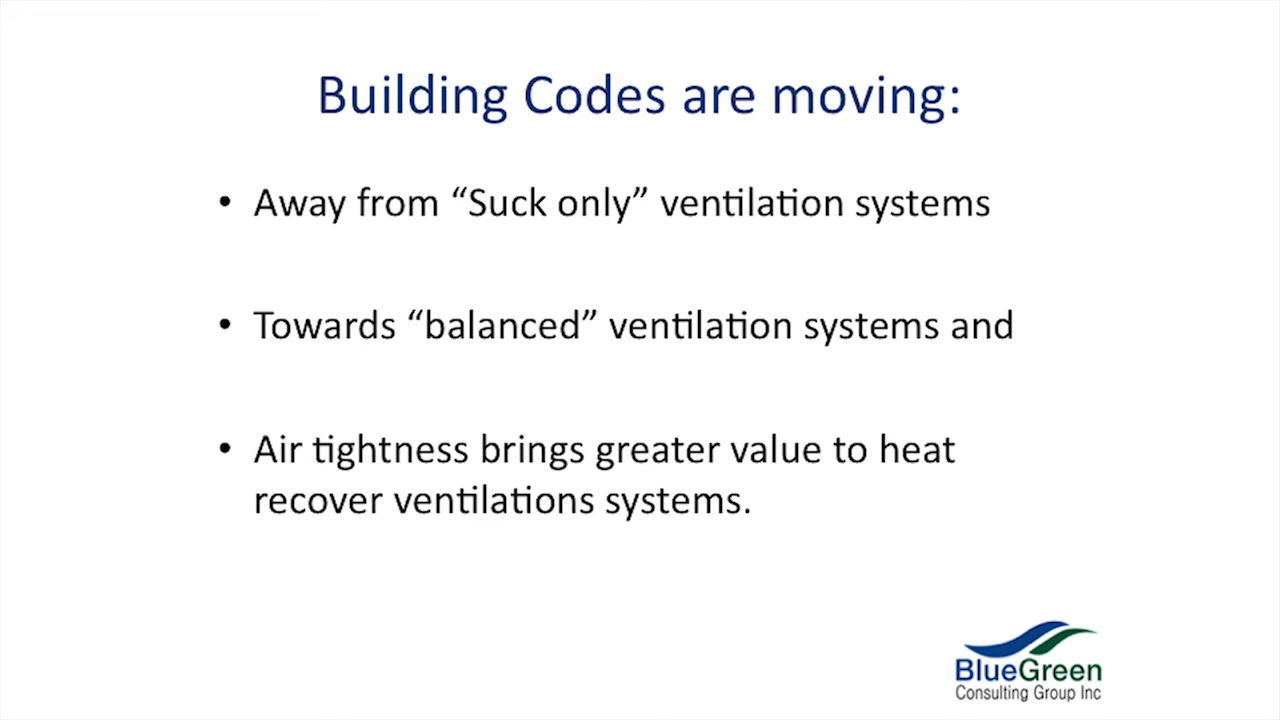 Building Codes are moving:
• Away from “Suck only” ventilation systems
• Towards “balanced” ventilation systems and
• Air tightness brings greater value to heat
recover ventilations systems.
BlueGreen
Consulting Group Inc